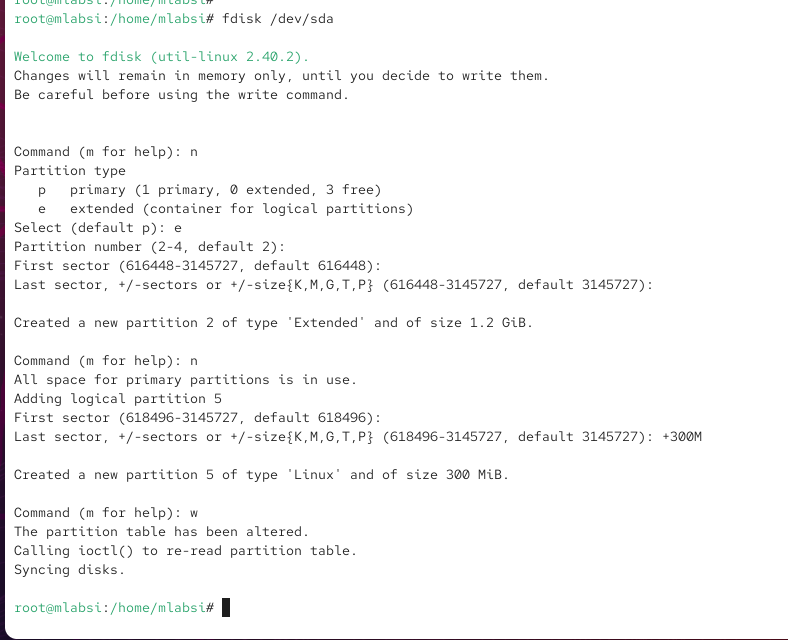 root@mlabsi:/home/mlabsi#
root@mlabsi:/home/mlabsi# fdisk /dev/sda
Welcome to fdisk (util-linux 2.40.2).
Changes will remain in memory only, until you decide to write them.
Be careful before using the write command.
Command (m for help): n
Partition type
   p   primary (1 primary, 0 extended, 3 free)
   e   extended (container for logical partitions)
Select (default p): e
Partition number (2-4, default 2):
First sector (616448-3145727, default 616448):
Last sector, +/-sectors or +/-size{K,M,G,T,P} (616448-3145727, default 3145727):
Created a new partition 2 of type 'Extended' and of size 1.2 GiB.
Command (m for help): n
All space for primary partitions is in use.
Adding logical partition 5
First sector (618496-3145727, default 618496):
Last sector, +/-sectors or +/-size{K,M,G,T,P} (618496-3145727, default 3145727): +300M
Created a new partition 5 of type 'Linux' and of size 300 MiB.
Command (m for help): w
The partition table has been altered.
Calling ioctl() to re-read partition table.
Syncing disks.
root@mlabsi:/home/mlabsi#